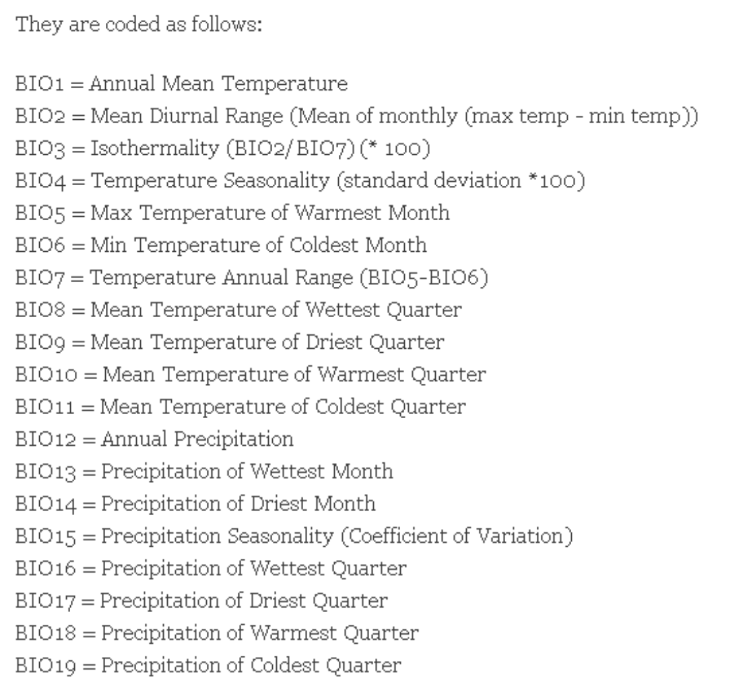 They are coded as follows:
BIO1 = Annual Mean Temperature
BIO2 = Mean Diurnal Range (Mean of monthly (max temp - min temp))
BIO3 = Isothermality (BIO2/BIO7) (* 100)
BIO4 = Temperature Seasonality (standard deviation *100)
BIO5 = Max Temperature of Warmest Month
BIO6 = Min Temperature of Coldest Month
BIO7 = Temperature Annual Range (BIO5-BIO6)
BIO8 = Mean Temperature of Wettest Quarter
BIO9 = Mean Temperature of Driest Quarter
BIO10 = Mean Temperature of Warmest Quarter
BIO11 = Mean Temperature of Coldest Quarter
BIO12 = Annual Precipitation
BIO13 = Precipitation of Wettest Month
BIO14 = Precipitation of Driest Month
BIO15 = Precipitation Seasonality (Coefficient of Variation)
BIO16 = Precipitation of Wettest Quarter
BIO17 = Precipitation of Driest Quarter
BIO18 = Precipitation of Warmest Quarter
BIO19 = Precipitation of Coldest Quarter